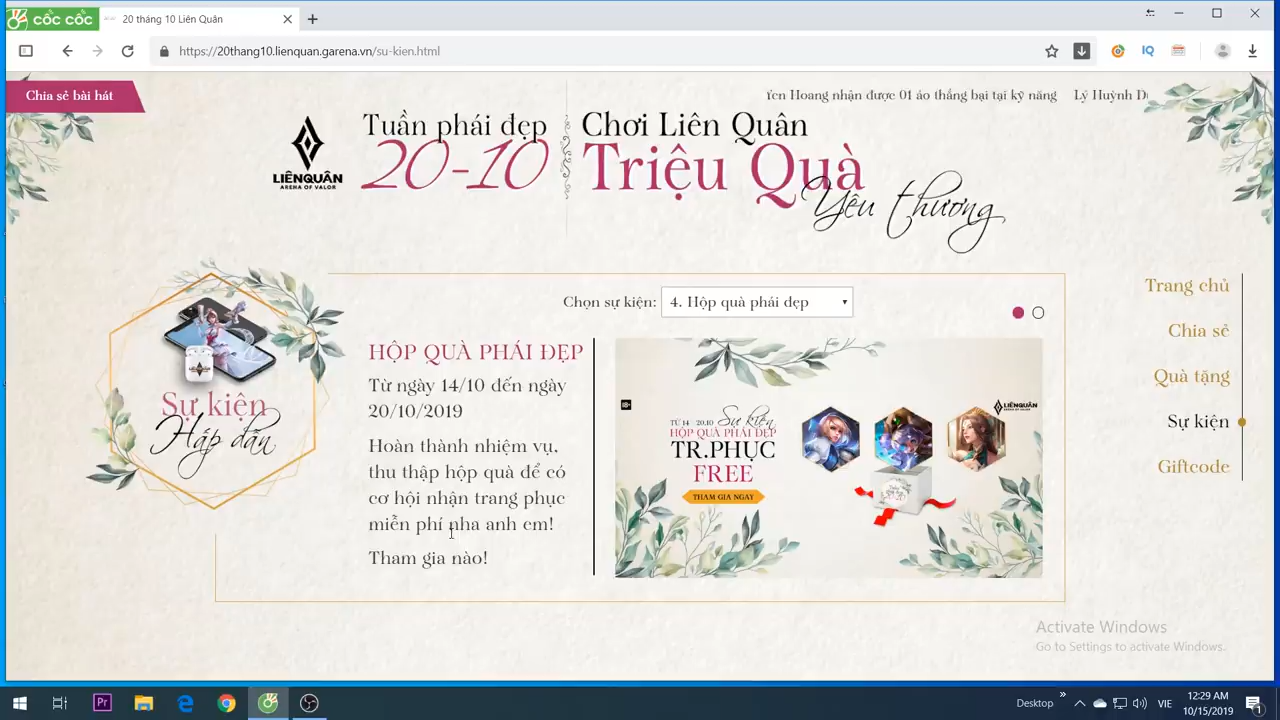 CỐC CỐC
20 tháng 10 Liên Quân
https://20thang10.lienquan.garena.vn/su-kien.html
IQ
Chia sẻ bài hát
Yến Hoang nhận được 01 áo thắng bại tại kỹ năng Lý Huỳnh Đ
LIÊNQUÂN
ARENA OF VALOR
Tuần phái đẹp
20-10
Chơi Liên Quân
Triệu Quà
Yêu thương
Sự kiện
Hấp dẫn
Chọn sự kiện: 4. Hộp quà phái đẹp
HỘP QUÀ PHÁI ĐẸP
Từ ngày 14/10 đến ngày
20/10/2019
Hoàn thành nhiệm vụ,
thu thập hộp quà để có
cơ hội nhận trang phục
miễn phí nha anh em!
Tham gia nào!
TỪ 14 - 20.10 Sự kiện
HỘP QUÀ PHÁI ĐẸP
TR.PHỤC
FREE
THAM GIA NGAY
LIÊNQUÂN
Trang chủ
Chia sẻ
Quà tặng
Sự kiện
Giftcode
Activate Windows
Go to Settings to activate Windows.
Pr
Desktop
VIE
12:29 AM
10/15/2019
1